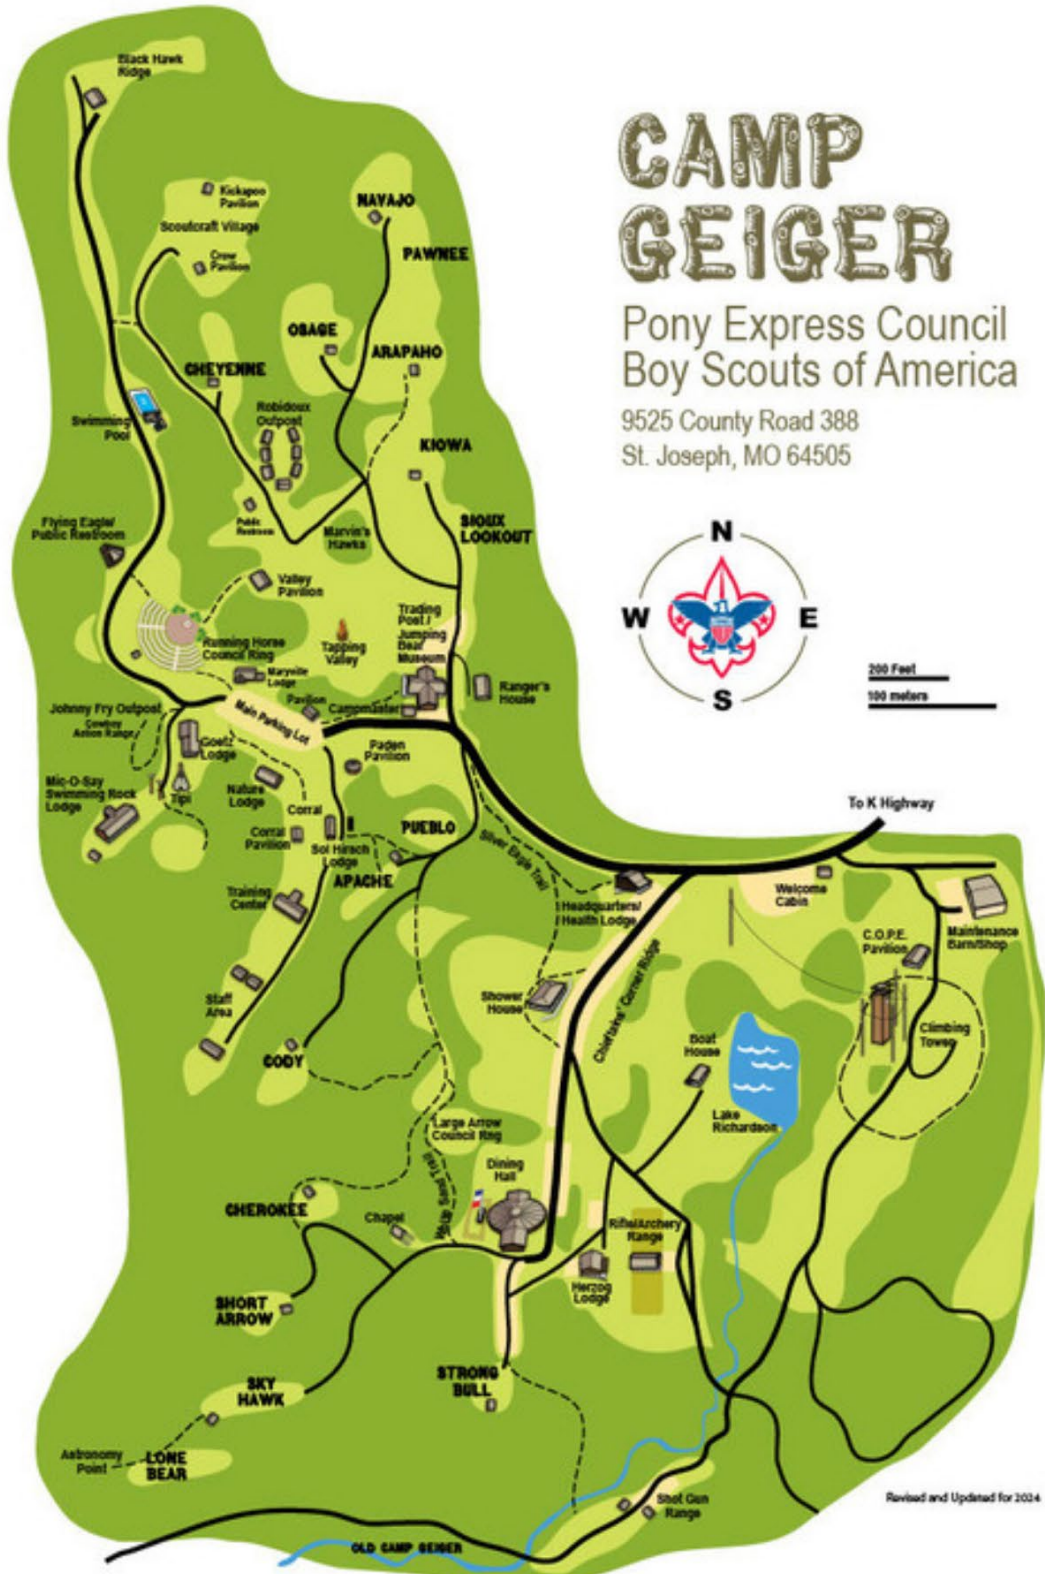 CAMP
GEIGER
Pony Express Council
Boy Scouts of America
9525 County Road 388
St. Joseph, MO 64505
N
W
E
S
200 Feet
100 meters
Black Hawk
Ridge
Kickapoo
Pavilion
Scoutcraft Village
Crow
Pavilion
NAVAJO
PAWNEE
OSAGE
ARAPAHO
CHEYENNE
Robidoux
Outpost
Swimming
Pool
KIOWA
SIOUX
LOOKOUT
Flying Eagle/
Public Restroom
Public
Restroom
Marvin's
Hawks
Valley
Pavilion
Trading
Post /
Jumping
Bear
Museum
Running Horse
Council Ring
Tapping
Valley
Maryville
Lodge
Ranger's
House
Johnny Fry Outpost
Cowboy
Action Range
Main Parking Lot
Pavilion
Campmaster
Goetz
Lodge
Paden
Pavilion
Mic-O-Say
Swimming Rock
Lodge
Tipi
Nature
Lodge
Corral
Corral
Pavilion
Sol Hirsch
Lodge
PUEBLO
APACHE
Silver Eagle Trail
To K Highway
Training
Center
Headquarters/
Health Lodge
Welcome
Cabin
Maintenance
Barn/Shop
C.O.P.E.
Pavilion
Staff
Area
Shower
House
Chieftains' Corner Ridge
CODY
Boat
House
Climbing
Tower
Lake
Richardson
Large Arrow
Council Rng
White Sand Trail
Dining
Hall
CHEROKEE
Chapel
Rifle/Archery
Range
Herzog
Lodge
SHORT
ARROW
SKY
HAWK
STRONG
BULL
Astronomy
Point
LONE
BEAR
Shot Gun
Range
Revised and Updated for 2024
OLD CAMP GEIGER